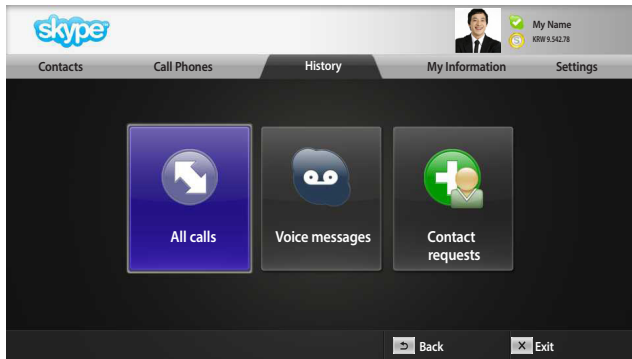 skype
My Name
KRW 9.542.78
Contacts Call Phones History My Information Settings
All calls Voice messages Contact
requests
Back Exit